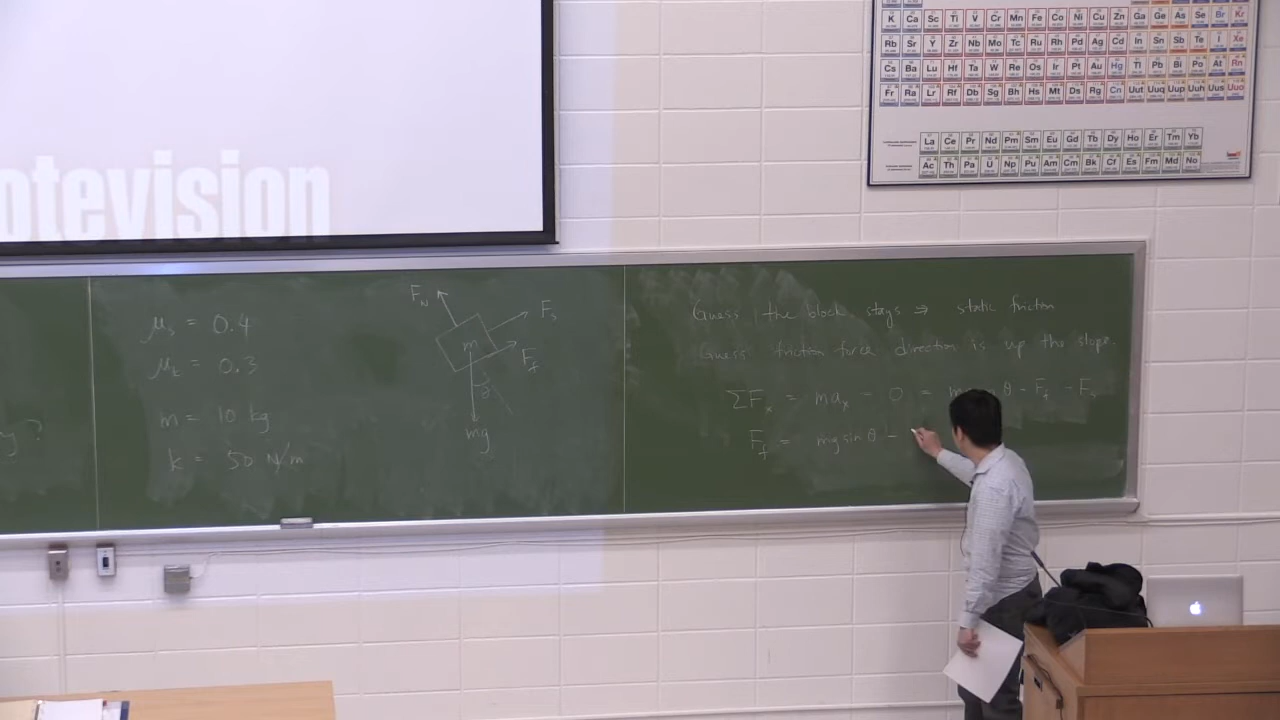 otevision
K Ca Sc Ti V Cr Mn Fe Co Ni Cu Zn Ga Ge As Se Br Kr
Rb Sr Y Zr Nb Mo Tc Ru Rh Pd Ag Cd In Sn Sb Te I Xe
Cs Ba Lu Hf Ta W Re Os Ir Pt Au Hg Tl Pb Bi Po At Rn
Fr Ra Lr Rf Db Sg Bh Hs Mt Ds Rg Cn Uut Uuq Uup Uuh Uus Uuo
La Ce Pr Nd Pm Sm Eu Gd Tb Dy Ho Er Tm Yb
Ac Th Pa U Np Pu Am Cm Bk Cf Es Fm Md No
y?
μs = 0.4
μk = 0.3
m = 10 kg
k = 50 N/m
FN
Fs
m
Ff
mg
Guess the block stays ⇒ static friction
Guess friction force direction is up the slope.
ΣFx = max = 0 = θ - Ff - Fs
Ff = mg sin θ -